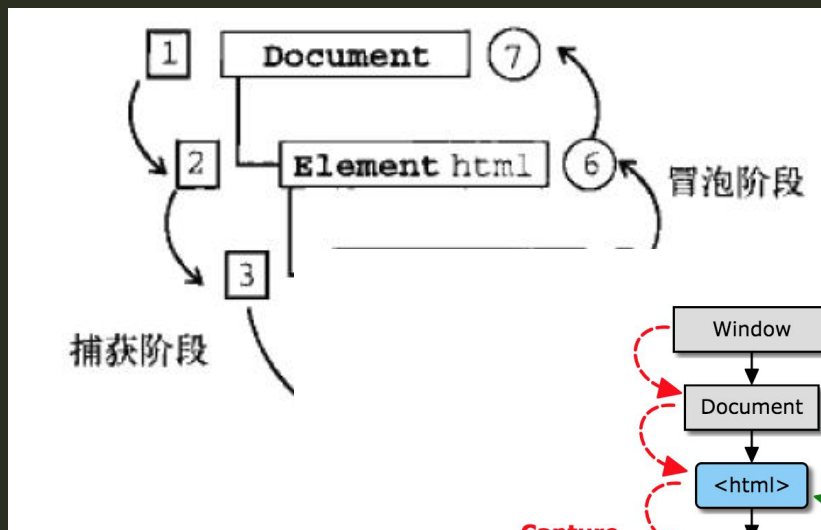 1 Document 7
2 Element html 6
冒泡阶段
3
捕获阶段
Window
Document
<html>
Capture